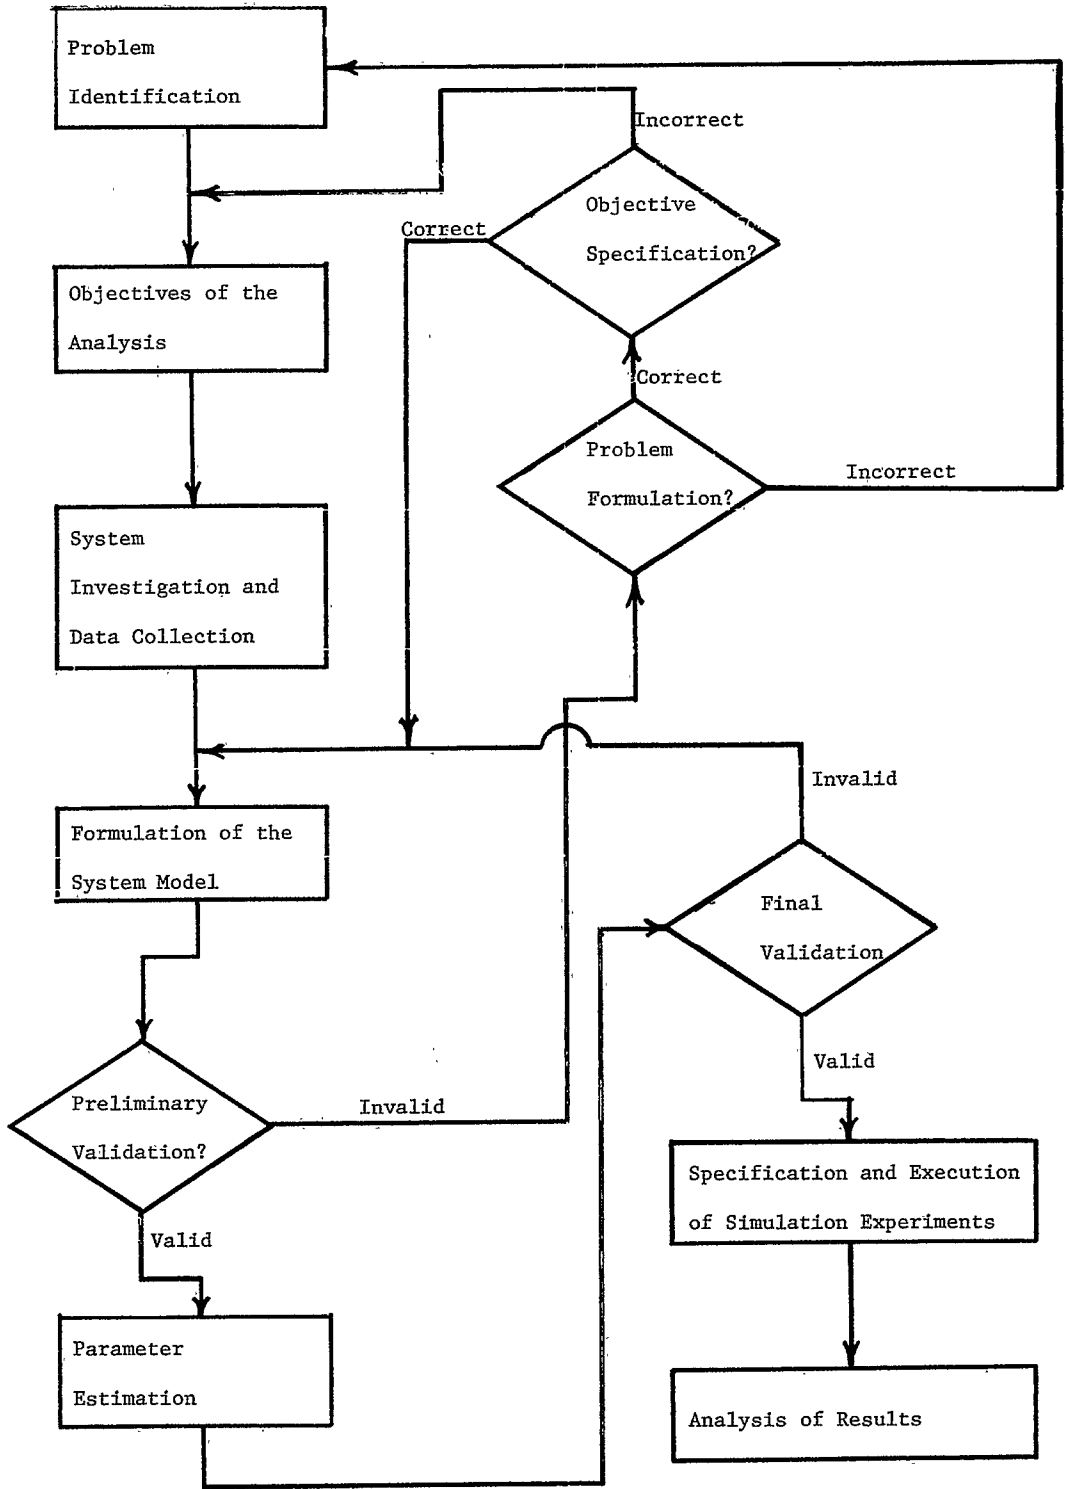 Problem
Identification
Incorrect
Objective
Specification?
Correct
Objectives of the
Analysis
Correct
Problem
Formulation?
Incorrect
System
Investigation and
Data Collection
Invalid
Formulation of the
System Model
Final
Validation
Valid
Preliminary
Validation?
Invalid
Valid
Specification and Execution
of Simulation Experiments
Parameter
Estimation
Analysis of Results